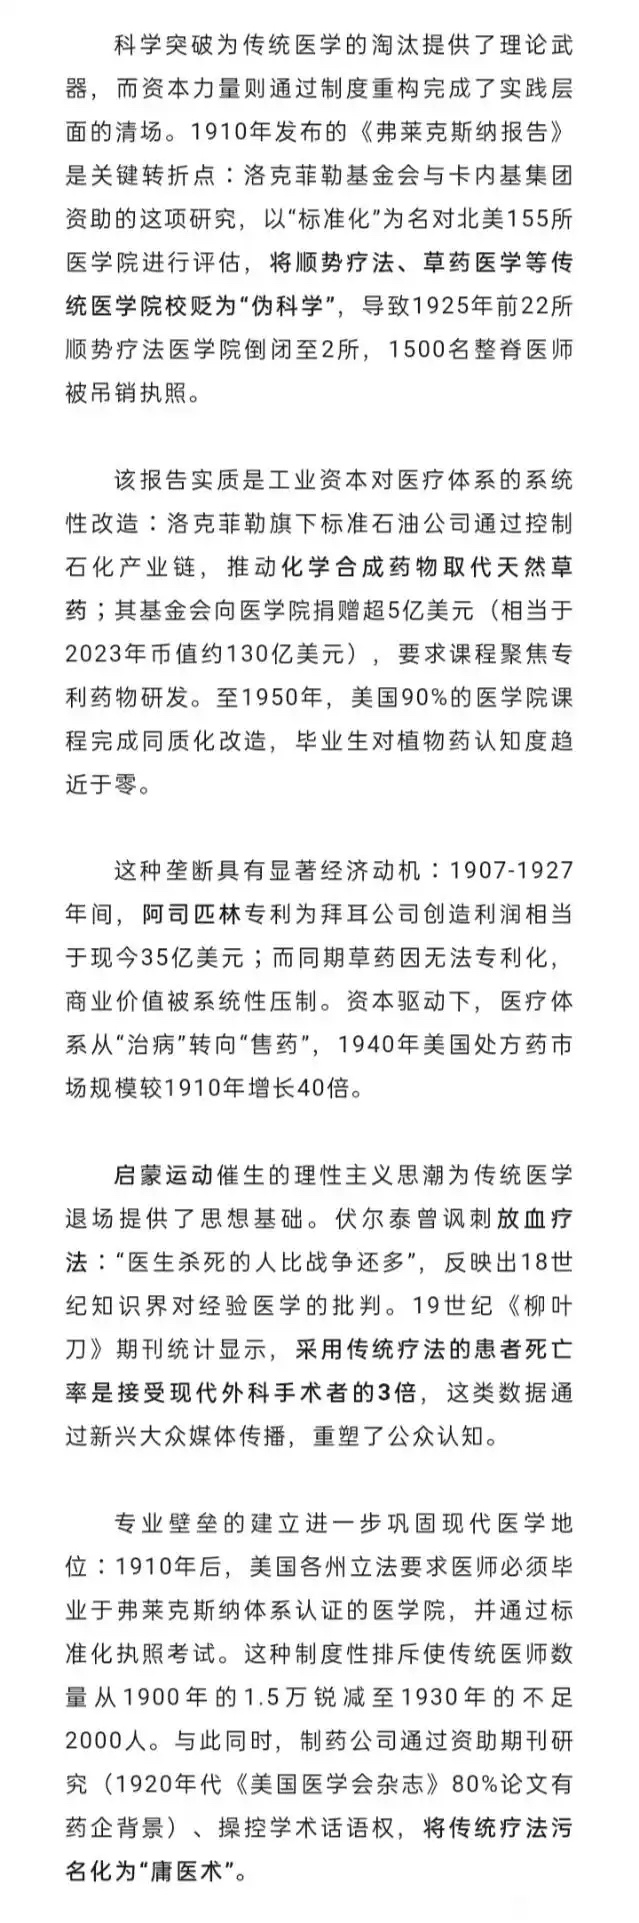 科学突破为传统医学的淘汰提供了理论武
器，而资本力量则通过制度重构完成了实践层
面的清场。1910年发布的《弗莱克斯纳报告》
是关键转折点：洛克菲勒基金会与卡内基集团
资助的这项研究，以“标准化”为名对北美155所
医学院进行评估，将顺势疗法、草药医学等传
统医学院校贬为“伪科学”，导致1925年前22所
顺势疗法医学院倒闭至2所，1500名整脊医师
被吊销执照。
该报告实质是工业资本对医疗体系的系统
性改造：洛克菲勒旗下标准石油公司通过控制
石化产业链，推动化学合成药物取代天然草
药；其基金会向医学院捐赠超5亿美元（相当于
2023年币值约130亿美元），要求课程聚焦专
利药物研发。至1950年，美国90%的医学院课
程完成同质化改造，毕业生对植物药认知度趋
近于零。
这种垄断具有显著经济动机：1907-1927
年间，阿司匹林专利为拜耳公司创造利润相当
于现今35亿美元；而同期草药因无法专利化，
商业价值被系统性压制。资本驱动下，医疗体
系从“治病”转向“售药”，1940年美国处方药市
场规模较1910年增长40倍。
启蒙运动催生的理性主义思潮为传统医学
退场提供了思想基础。伏尔泰曾讽刺放血疗
法：“医生杀死的人比战争还多”，反映出18世
纪知识界对经验医学的批判。19世纪《柳叶
刀》期刊统计显示，采用传统疗法的患者死亡
率是接受现代外科手术者的3倍，这类数据通
过新兴大众媒体传播，重塑了公众认知。
专业壁垒的建立进一步巩固现代医学地
位：1910年后，美国各州立法要求医师必须毕
业于弗莱克斯纳体系认证的医学院，并通过标
准化执照考试。这种制度性排斥使传统医师数
量从1900年的1.5万锐减至1930年的不足
2000人。与此同时，制药公司通过资助期刊研
究（1920年代《美国医学会杂志》80%论文有
药企背景）、操控学术话语权，将传统疗法污
名化为“庸医术”。